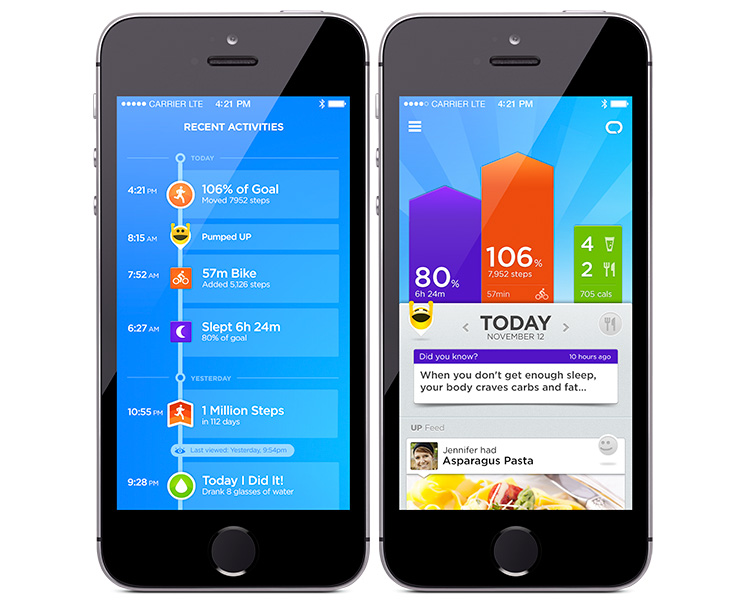 CARRIER LTE 4:21 PM
RECENT ACTIVITIES
TODAY
4:21 PM
106% of Goal
Moved 7952 steps
8:15 AM
Pumped UP
7:52 AM
57m Bike
Added 5,126 steps
6:27 AM
Slept 6h 24m
80% of goal
YESTERDAY
10:55 PM
1 Million Steps
in 112 days
Last viewed: Yesterday, 9:54pm
9:28 PM
Today I Did It!
Drank 8 glasses of water
CARRIER LTE 4:21 PM
80%
6h 24m
106%
7,952 steps
57min
4
2
705 cals
TODAY
NOVEMBER 12
Did you know? 10 hours ago
When you don't get enough sleep,
your body craves carbs and fat...
UP Feed
Jennifer had
Asparagus Pasta